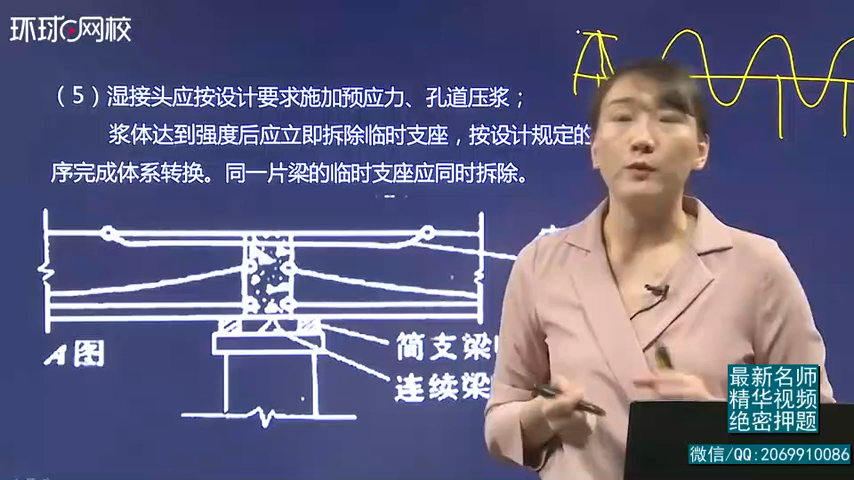 环球网校
（5）湿接头应按设计要求施加预应力、孔道压浆；
浆体达到强度后应立即拆除临时支座，按设计规定的
序完成体系转换。同一片梁的临时支座应同时拆除。
A图
简支梁
连续梁
最新名师
精华视频
绝密押题
微信/QQ:2069910086